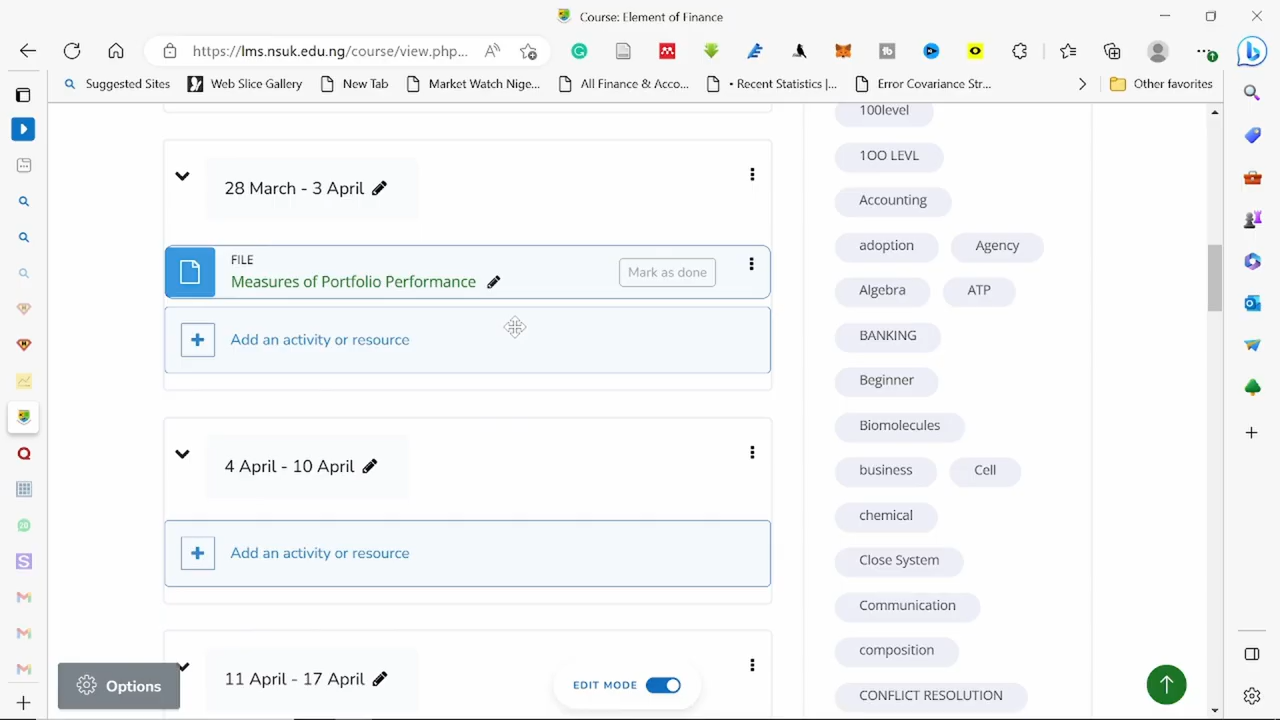 Course: Element of Finance
https://lms.nsuk.edu.ng/course/view.php...
Suggested Sites
Web Slice Gallery
New Tab
Market Watch Nige...
All Finance & Acco...
• Recent Statistics |...
Error Covariance Str...
Other favorites
28 March - 3 April
FILE
Measures of Portfolio Performance
Mark as done
Add an activity or resource
4 April - 10 April
Add an activity or resource
11 April - 17 April
Options
EDIT MODE
100level
1OO LEVL
Accounting
adoption
Agency
Algebra
ATP
BANKING
Beginner
Biomolecules
business
Cell
chemical
Close System
Communication
composition
CONFLICT RESOLUTION